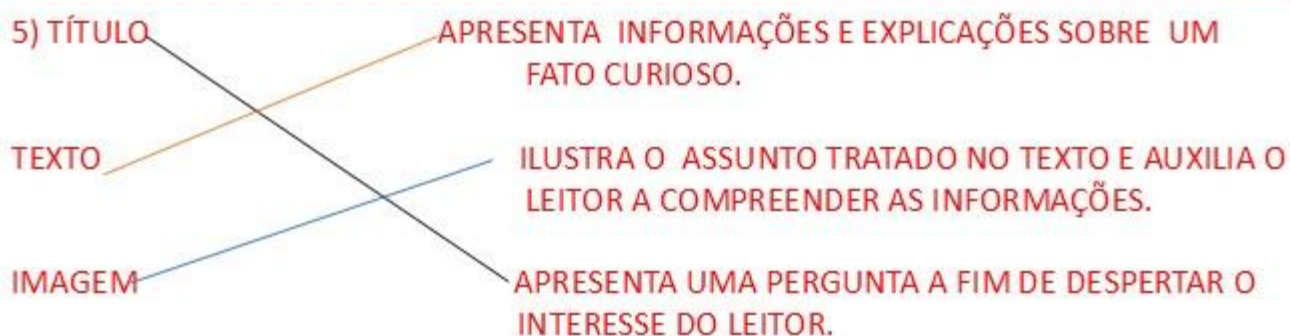 5) TÍTULO APRESENTA INFORMAÇÕES E EXPLICAÇÕES SOBRE UM
FATO CURIOSO.
TEXTO ILUSTRA O ASSUNTO TRATADO NO TEXTO E AUXILIA O
LEITOR A COMPREENDER AS INFORMAÇÕES.
IMAGEM APRESENTA UMA PERGUNTA A FIM DE DESPERTAR O
INTERESSE DO LEITOR.